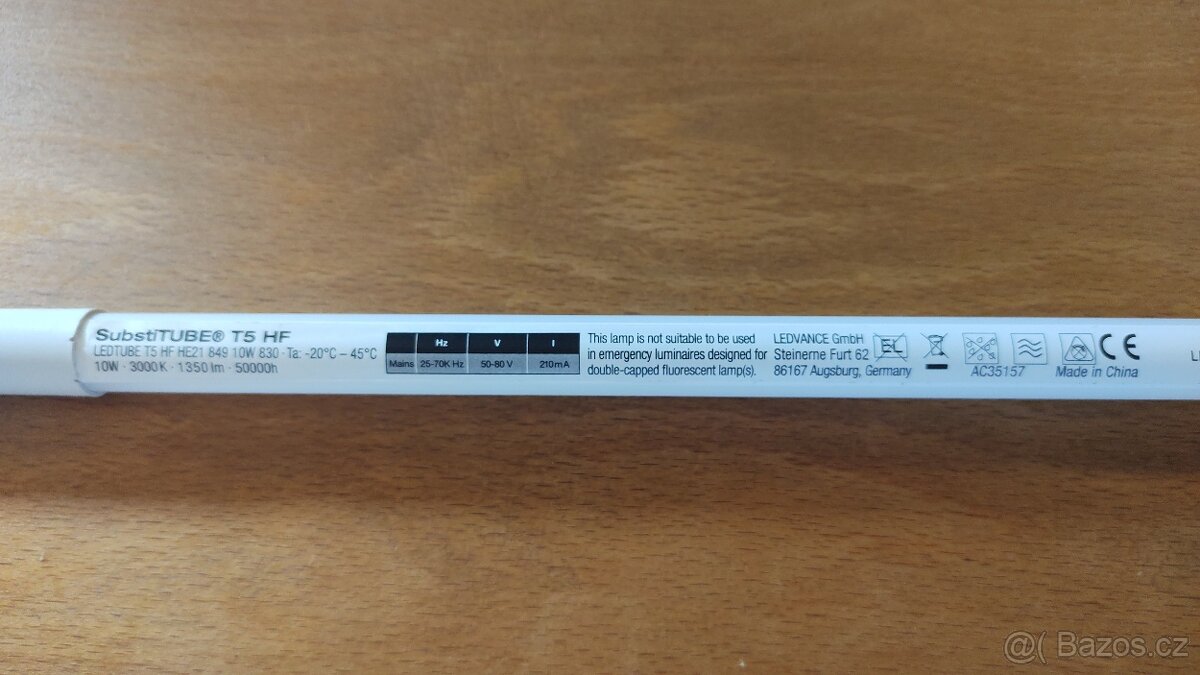 SubstiTUBE® T5 HF
LEDTUBE T5 HF HE21 849 10W 830 · Ta: -20°C – 45°C
10W · 3000K · 1350 lm · 50000h
Hz V I
Mains 25-70K Hz 50-80 V 210mA
This lamp is not suitable to be used
in emergency luminaires designed for
double-capped fluorescent lamp(s).
LEDVANCE GmbH
Steinerne Furt 62
86167 Augsburg, Germany
EL
AC35157
CE
Made in China
@( Bazos.cz